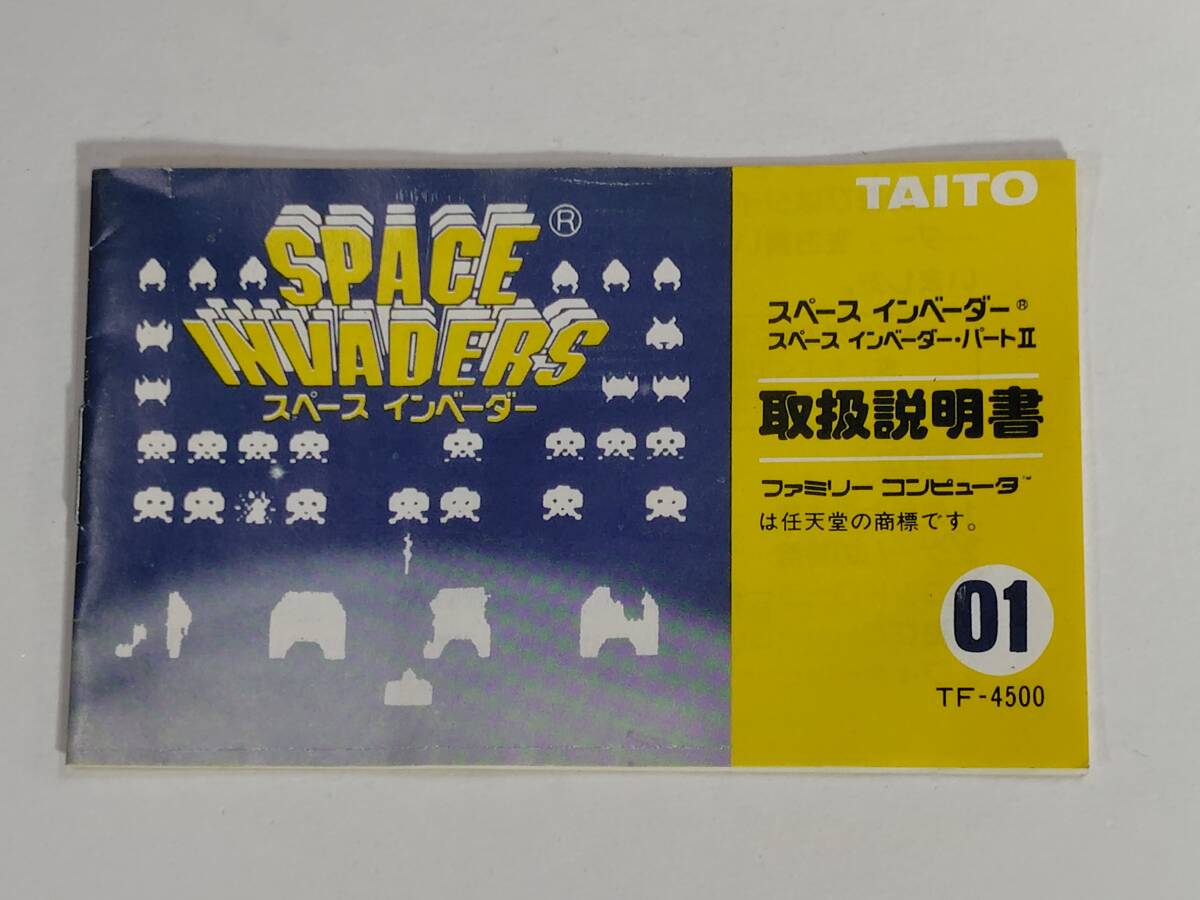 SPACE ®
INVADERS
スペース インベーダー
TAITO
スペース インベーダー®
スペース インベーダー・パートⅡ
取扱説明書
ファミリー コンピュータ™
は任天堂の商標です。
01
TF-4500